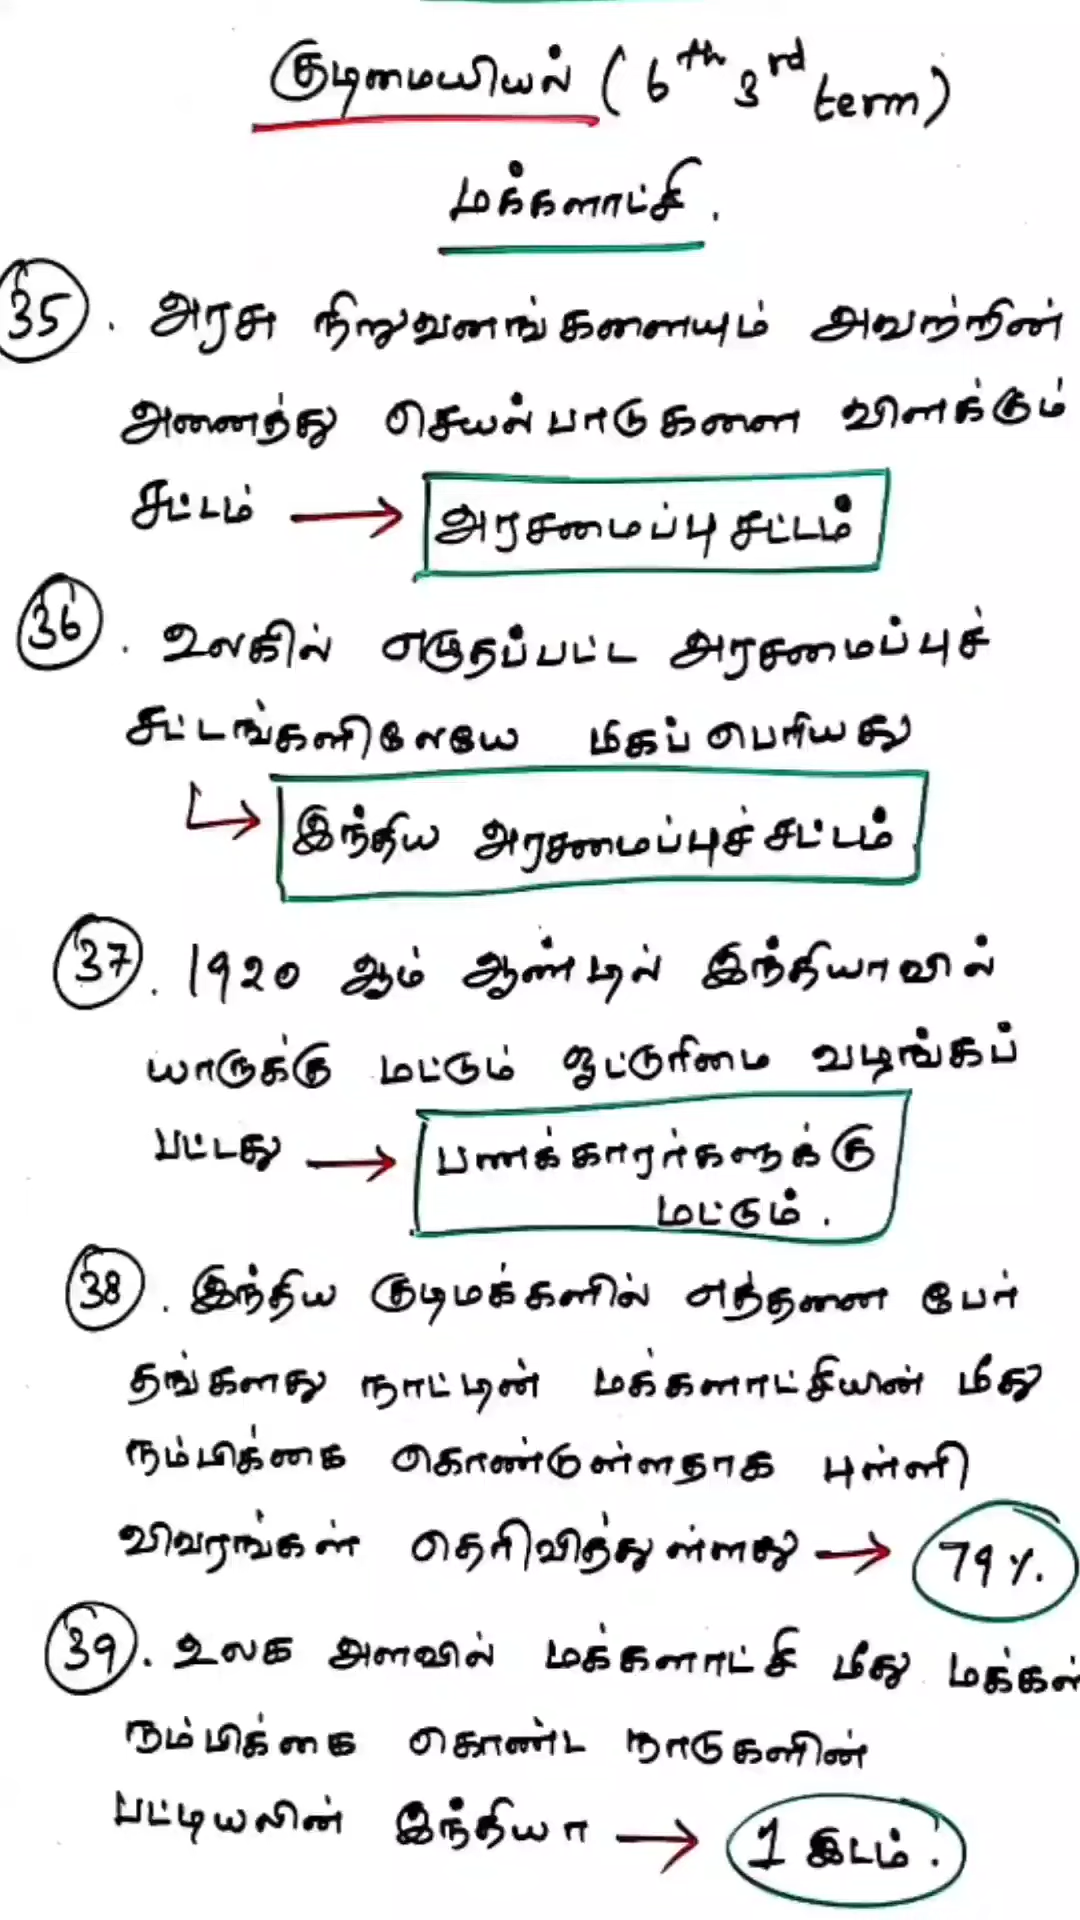 குடிமையியல் (6th 3rd term)
மக்களாட்சி.
35. அரசு நிறுவனங்களையும் அவற்றின்
அனைத்து செயல்பாடுகளை விளக்கும்
சட்டம் → அரசமைப்பு சட்டம்
36. உலகில் எழுதப்பட்ட அரசமைப்புச்
சட்டங்களிலேயே மிகப் பெரியது
↳ இந்திய அரசமைப்புச் சட்டம்
37. 1920 ஆம் ஆண்டில் இந்தியாவில்
யாருக்கு மட்டும் ஓட்டுரிமை வழங்கப்
பட்டது → பணக்காரர்களுக்கு
மட்டும்.
38. இந்திய குடிமக்களில் எத்தனை பேர்
தங்களது நாட்டின் மக்களாட்சியின் மீது
நம்பிக்கை கொண்டுள்ளதாக புள்ளி
விவரங்கள் தெரிவித்துள்ளது → 79%.
39. உலக அளவில் மக்களாட்சி மீது மக்கள்
நம்பிக்கை கொண்ட நாடுகளின்
பட்டியலின் இந்தியா → 1 இடம்.